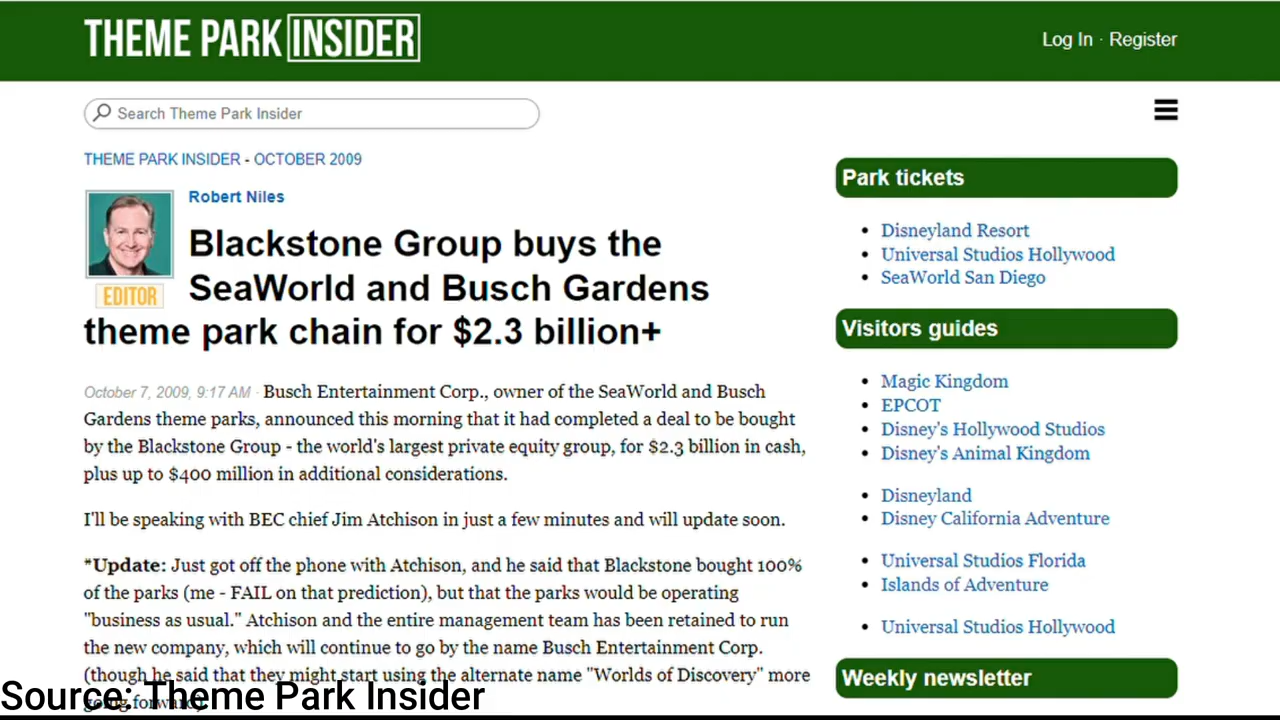 THEME PARK INSIDER
Log In · Register
Search Theme Park Insider
THEME PARK INSIDER - OCTOBER 2009
Robert Niles
EDITOR
Blackstone Group buys the
SeaWorld and Busch Gardens
theme park chain for $2.3 billion+
October 7, 2009, 9:17 AM · Busch Entertainment Corp., owner of the SeaWorld and Busch
Gardens theme parks, announced this morning that it had completed a deal to be bought
by the Blackstone Group - the world's largest private equity group, for $2.3 billion in cash,
plus up to $400 million in additional considerations.
I'll be speaking with BEC chief Jim Atchison in just a few minutes and will update soon.
*Update: Just got off the phone with Atchison, and he said that Blackstone bought 100%
of the parks (me - FAIL on that prediction), but that the parks would be operating
"business as usual." Atchison and the entire management team has been retained to run
the new company, which will continue to go by the name Busch Entertainment Corp.
(though he said that they might start using the alternate name "Worlds of Discovery" more
going forward).
Park tickets
Disneyland Resort
Universal Studios Hollywood
SeaWorld San Diego
Visitors guides
Magic Kingdom
EPCOT
Disney's Hollywood Studios
Disney's Animal Kingdom
Disneyland
Disney California Adventure
Universal Studios Florida
Islands of Adventure
Universal Studios Hollywood
Weekly newsletter
Source: Theme Park Insider